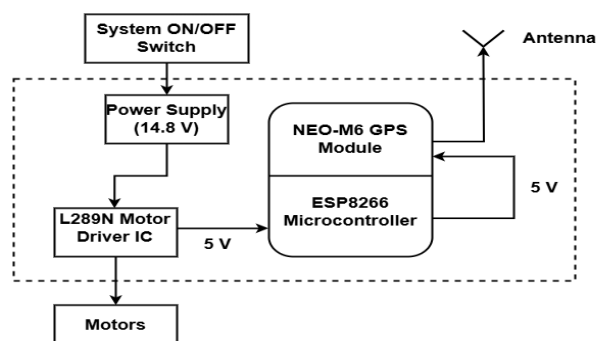 System ON/OFF
Switch
Antenna
Power Supply
(14.8 V)
NEO-M6 GPS
Module
5 V
ESP8266
Microcontroller
L289N Motor
Driver IC
5 V
Motors